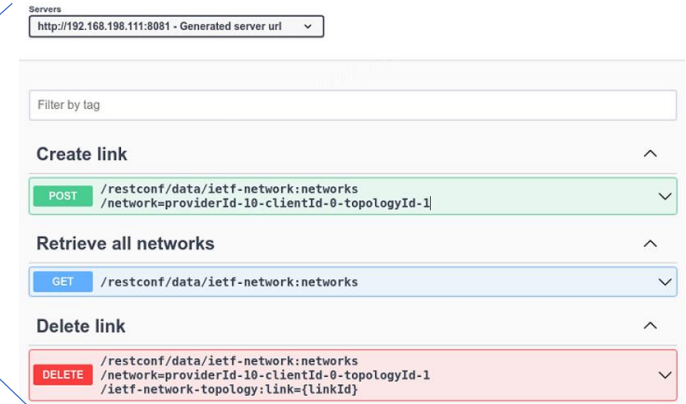 Servers
http://192.168.198.111:8081 - Generated server url
Filter by tag
Create link
POST /restconf/data/ietf-network:networks
/network=providerId-10-clientId-0-topologyId-1
Retrieve all networks
GET /restconf/data/ietf-network:networks
Delete link
/restconf/data/ietf-network:networks
DELETE /network=providerId-10-clientId-0-topologyId-1
/ietf-network-topology:link={linkId}